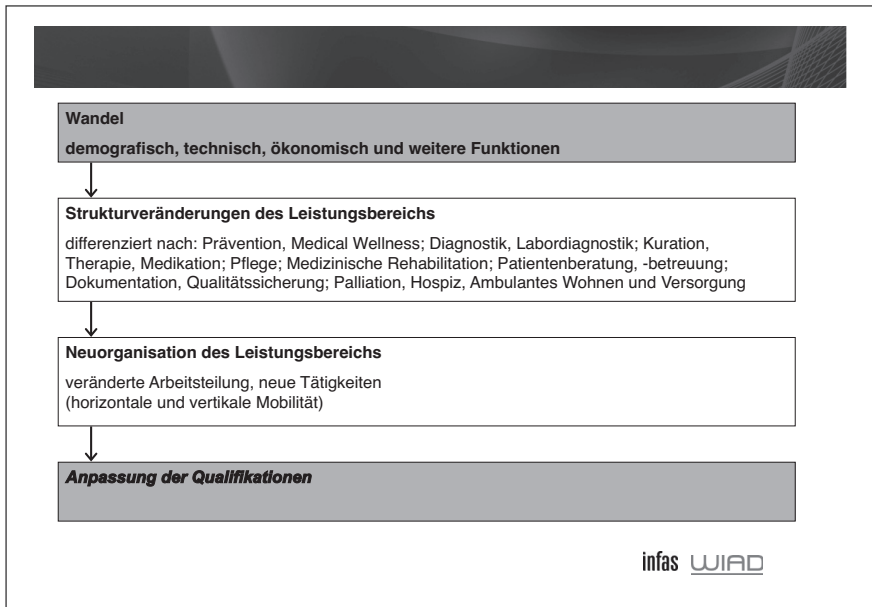 Wandel
demografisch, technisch, ökonomisch und weitere Funktionen
Strukturveränderungen des Leistungsbereichs
differenziert nach: Prävention, Medical Wellness; Diagnostik, Labordiagnostik; Kuration,
Therapie, Medikation; Pflege; Medizinische Rehabilitation; Patientenberatung, -betreuung;
Dokumentation, Qualitätssicherung; Palliation, Hospiz, Ambulantes Wohnen und Versorgung
Neuorganisation des Leistungsbereichs
veränderte Arbeitsteilung, neue Tätigkeiten
(horizontale und vertikale Mobilität)
Anpassung der Qualifikationen
infas WIAD